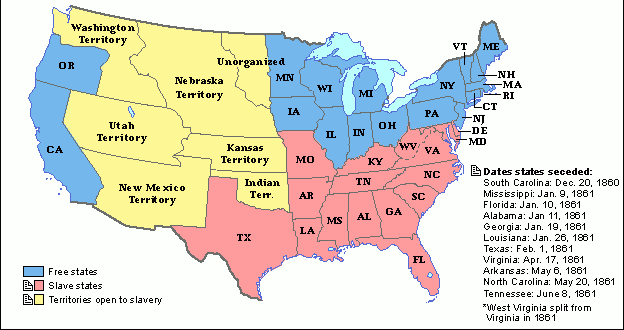 Washington
Territory
OR
Unorganized
Nebraska
Territory
MN
WI
MI
VT
ME
NH
MA
RI
CT
NY
NJ
PA
DE
MD
IA
IL
IN
OH
Utah
Territory
CA
Kansas
Territory
MO
KY
WV
VA
New Mexico
Territory
Indian
Terr.
AR
TN
NC
SC
TX
LA
MS
AL
GA
FL
Dates states seceded:
South Carolina: Dec. 20, 1860
Mississippi: Jan. 9, 1861
Florida: Jan. 10, 1861
Alabama: Jan 11, 1861
Georgia: Jan. 19, 1861
Louisiana: Jan. 26, 1861
Texas: Feb. 1, 1861
Virginia: Apr. 17, 1861
Arkansas: May 6, 1861
North Carolina: May 20, 1861
Tennessee: June 8, 1861
*West Virginia split from
Virginia in 1861
Free states
Slave states
Territories open to slavery